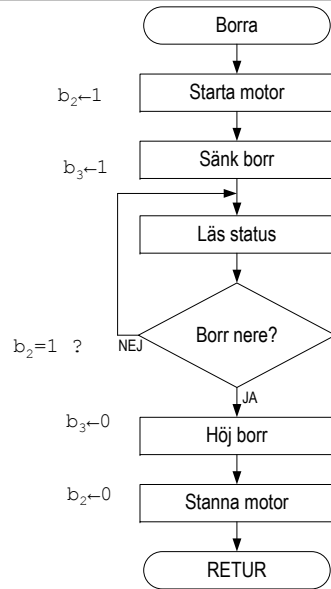 Borra
b₂←1 Starta motor
b₃←1 Sänk borr
Läs status
b₂=1 ? NEJ Borr nere?
JA
b₃←0 Höj borr
b₂←0 Stanna motor
RETUR